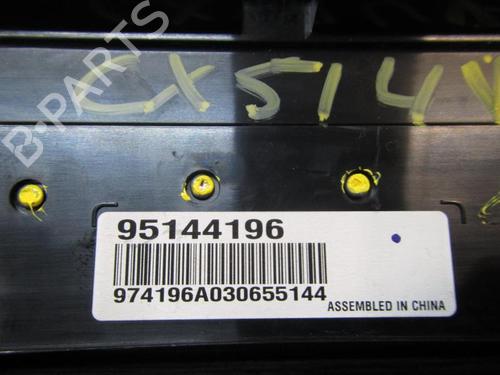 B-PARTS
CX514V
95144196
974196A030655144
ASSEMBLED IN CHINA